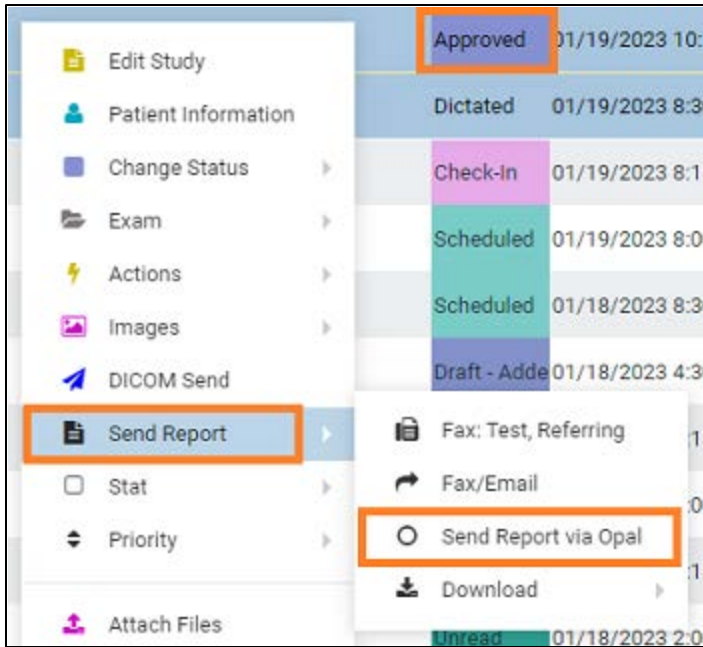 Edit Study
Patient Information
Change Status
Exam
Actions
Images
DICOM Send
Send Report
Stat
Priority
Attach Files
Fax: Test, Referring
Fax/Email
Send Report via Opal
Download
Approved 01/19/2023 10:
Dictated 01/19/2023 8:3
Check-In 01/19/2023 8:1
Scheduled 01/19/2023 8:0
Scheduled 01/18/2023 8:3
Draft - Adde 01/18/2023 4:3
:1
:0
:1
Unread 01/18/2023 2:0